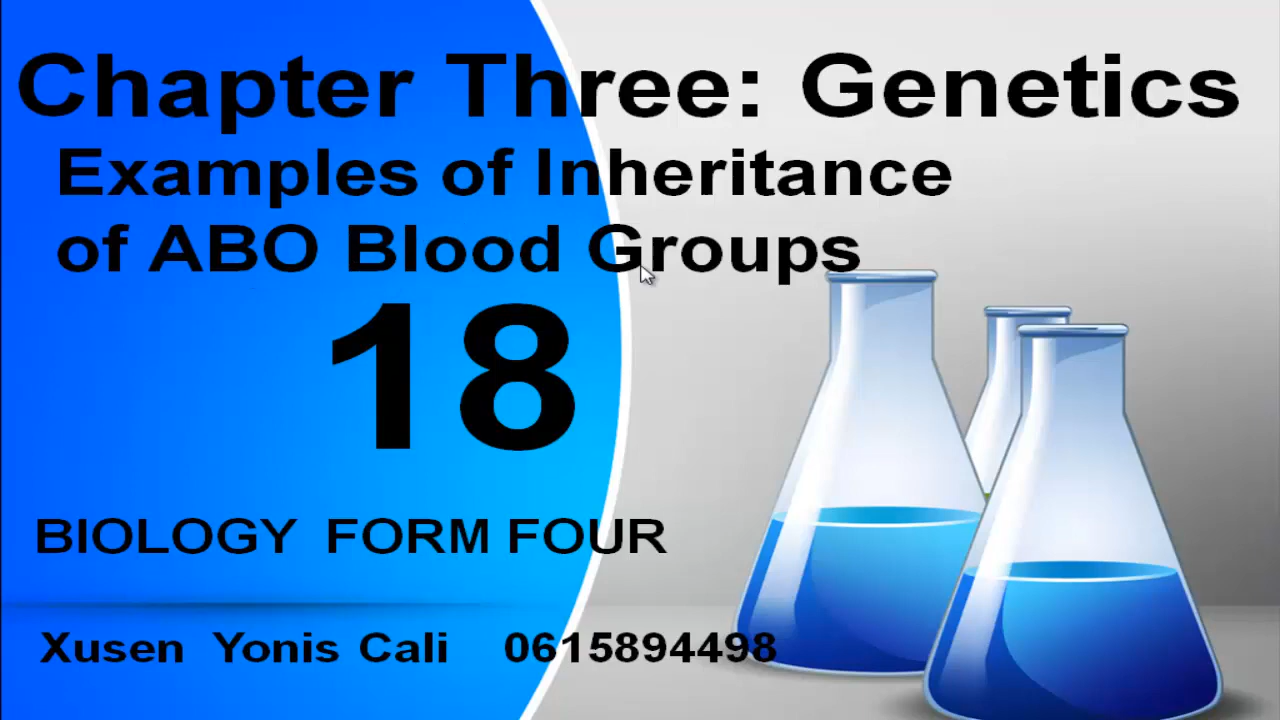 Chapter Three: Genetics
Examples of Inheritance
of ABO Blood Groups
18
BIOLOGY FORM FOUR
Xusen Yonis Cali 0615894498